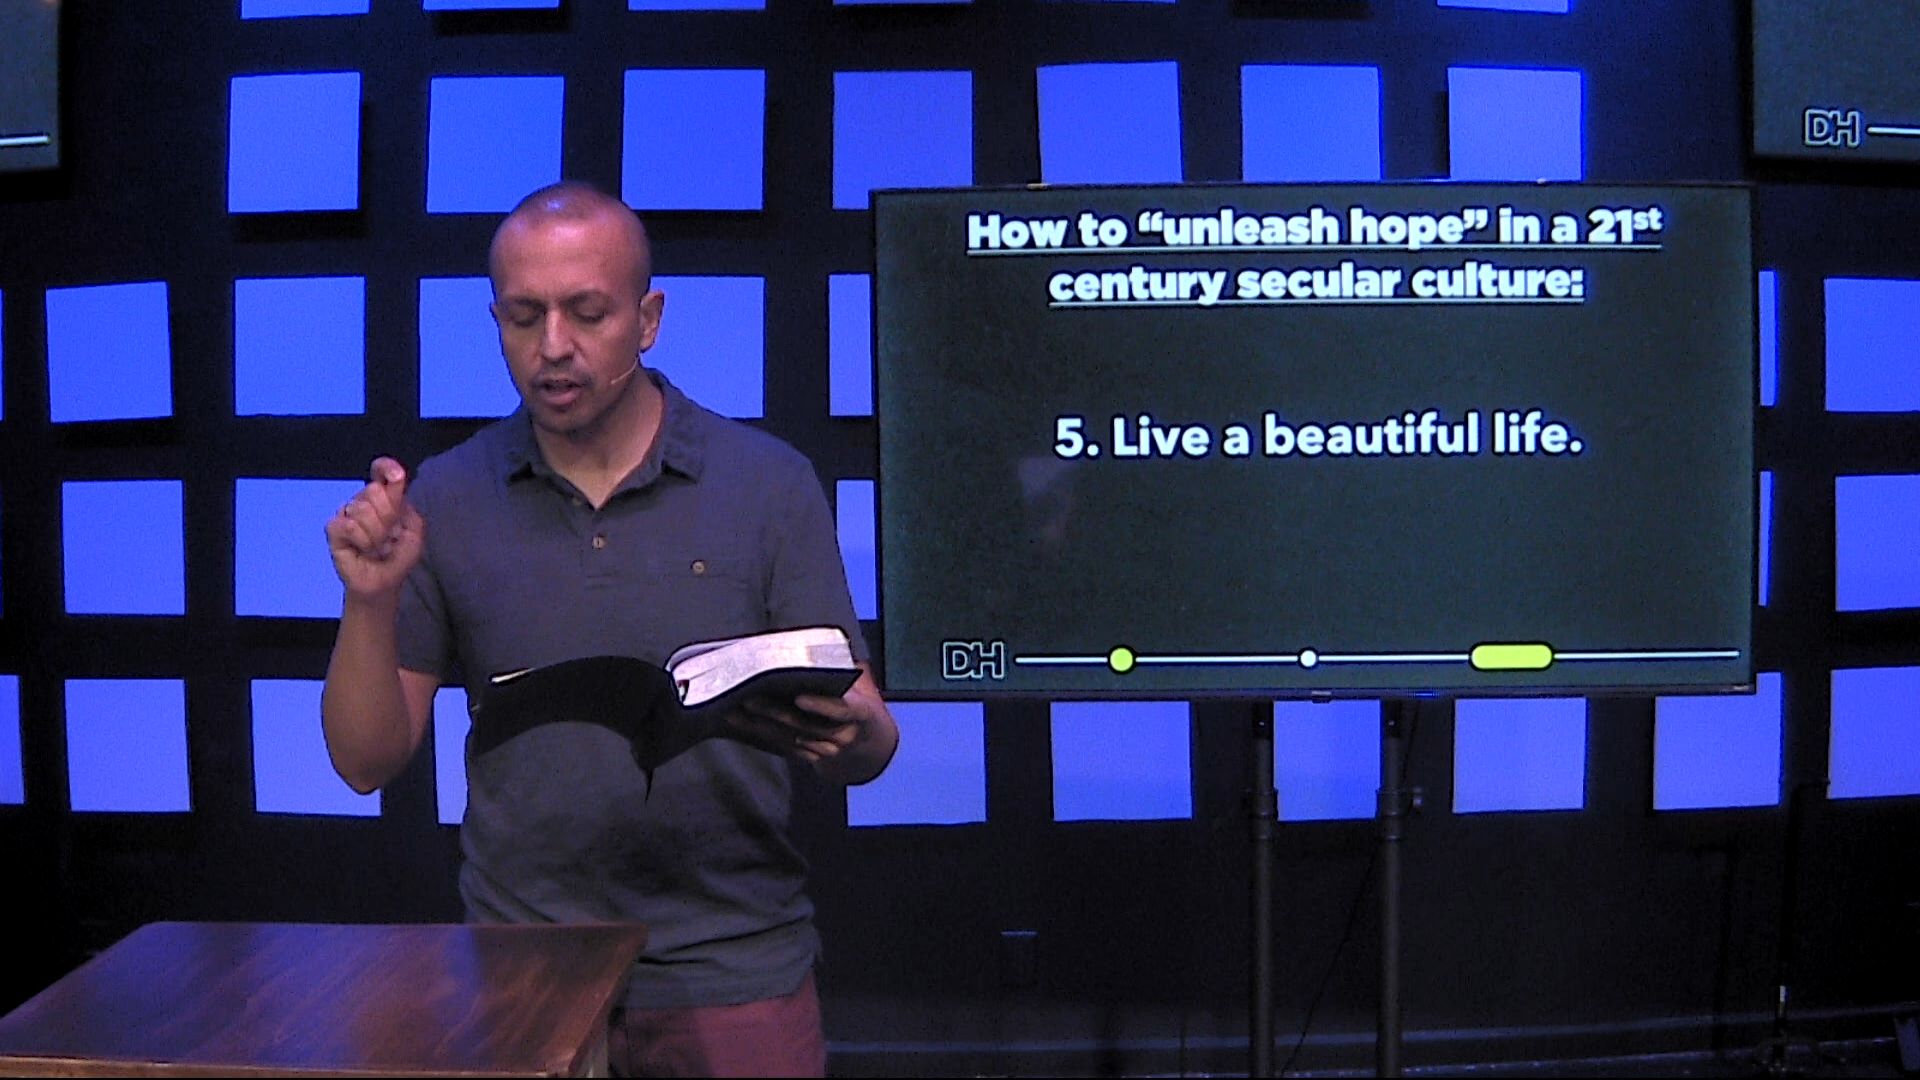 DH
How to “unleash hope” in a 21st
century secular culture:
5. Live a beautiful life.
DH